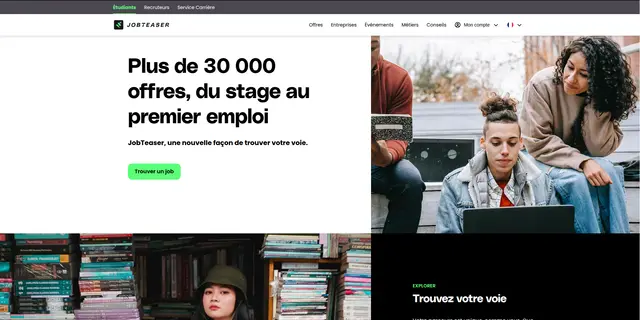 Étudiants Recruteurs Service Carrière
JOBTEASER Offres Entreprises Événements Métiers Conseils Mon compte
Plus de 30 000
offres, du stage au
premier emploi
JobTeaser, une nouvelle façon de trouver votre voie.
Trouver un job
EXPLORER
Trouvez votre voie